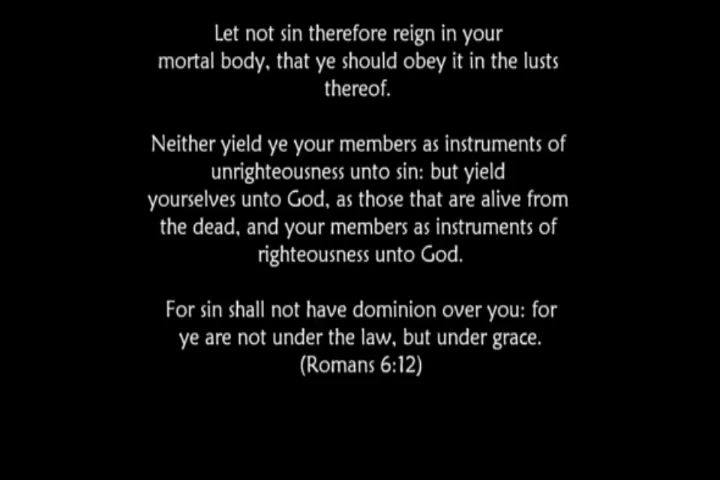 Let not sin therefore reign in your
mortal body, that ye should obey it in the lusts
thereof.
Neither yield ye your members as instruments of
unrighteousness unto sin: but yield
yourselves unto God, as those that are alive from
the dead, and your members as instruments of
righteousness unto God.
For sin shall not have dominion over you: for
ye are not under the law, but under grace.
(Romans 6:12)